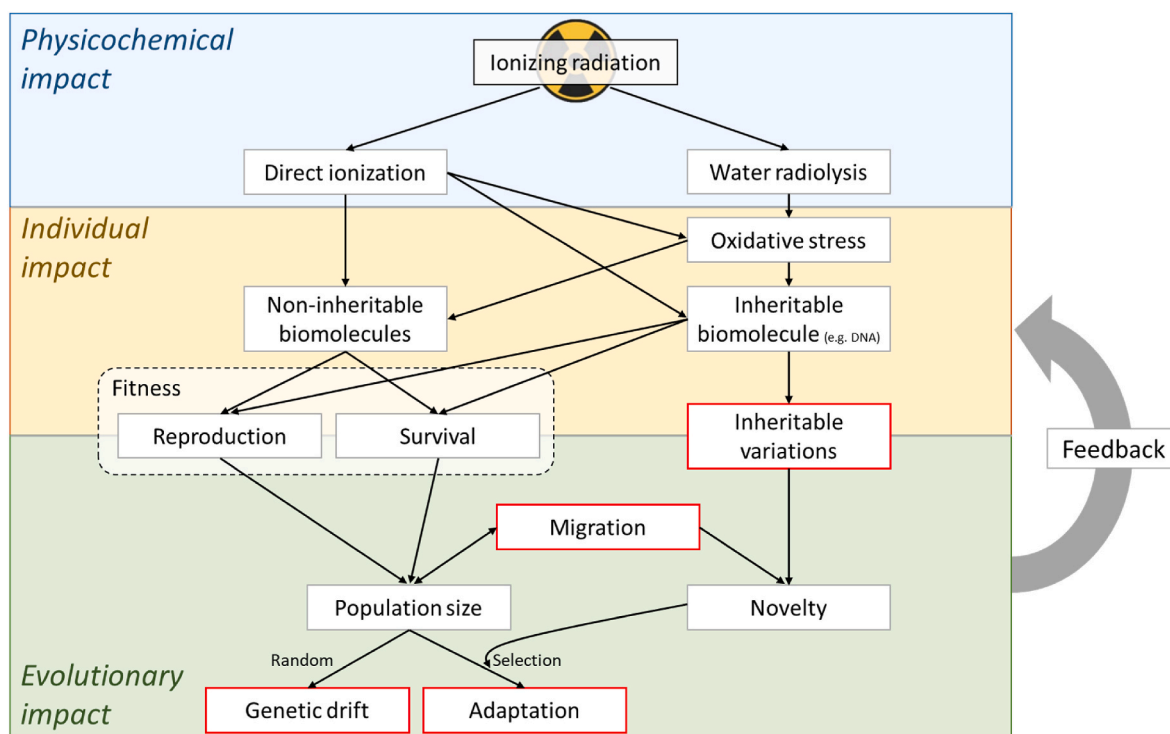 Physicochemical
impact
Ionizing radiation
Direct ionization
Water radiolysis
Individual
impact
Oxidative stress
Non-inheritable
biomolecules
Inheritable
biomolecule (e.g. DNA)
Fitness
Reproduction
Survival
Inheritable
variations
Feedback
Migration
Population size
Novelty
Random
Selection
Evolutionary
impact
Genetic drift
Adaptation